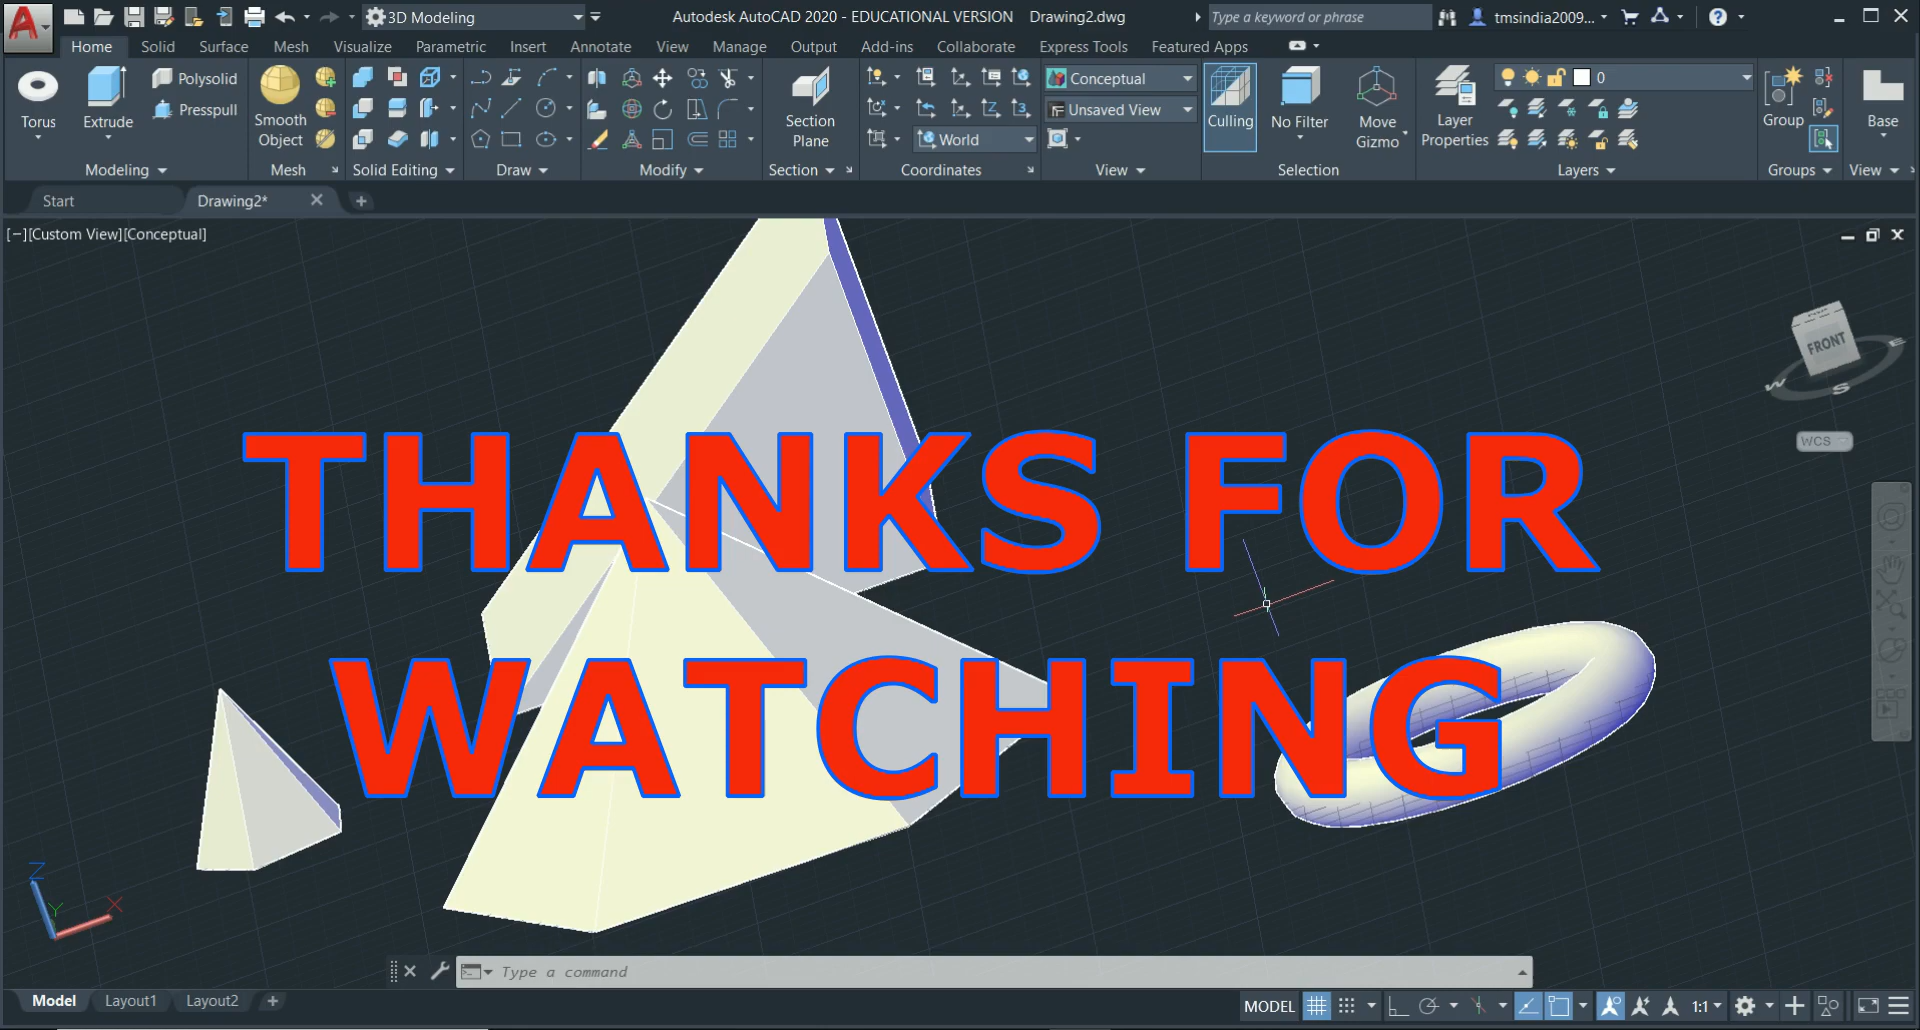 3D Modeling
Autodesk AutoCAD 2020 - EDUCATIONAL VERSION Drawing2.dwg
Type a keyword or phrase
tmsindia2009...
Home Solid Surface Mesh Visualize Parametric Insert Annotate View Manage Output Add-ins Collaborate Express Tools Featured Apps
Torus
Extrude
Polysolid
Presspull
Smooth
Object
Section
Plane
World
Conceptual
Unsaved View
Culling
No Filter
Move
Gizmo
Layer
Properties
0
Group
Base
Modeling Mesh Solid Editing Draw Modify Section Coordinates View Selection Layers Groups View
Start
Drawing2*
[−][Custom View][Conceptual]
FRONT
W S E
WCS
THANKS FOR
WATCHING
Z
Y X
Type a command
Model Layout1 Layout2
MODEL
1:1